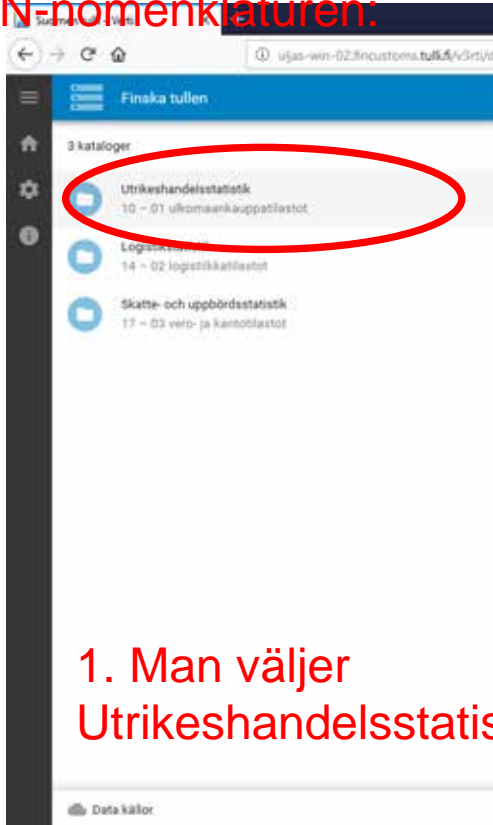 N-nomenklaturen:
Finska tullen
3 kataloger
Utrikeshandelsstatistik
10 – 01 ulkomaankauppatilastot
14 – 02 logistiikkatilastot
Skatte- och uppbördsstatistik
17 – 03 vero- ja kantotilastot
1. Man väljer
Utrikeshandelsstatis
Data källor